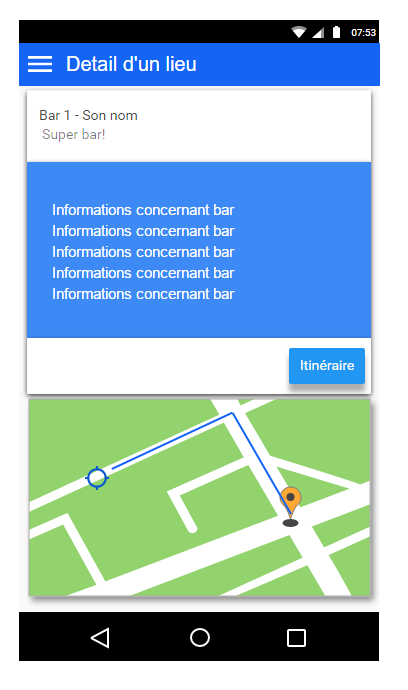 07:53
Detail d'un lieu
Bar 1 - Son nom
Super bar!
Informations concernant bar
Informations concernant bar
Informations concernant bar
Informations concernant bar
Informations concernant bar
Itinéraire